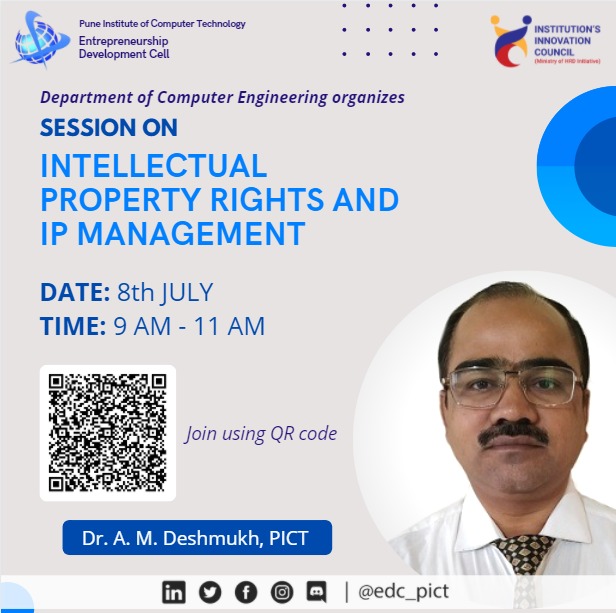 Pune Institute of Computer Technology
Entrepreneurship
Development Cell
INSTITUTION'S
INNOVATION
COUNCIL
(Ministry of HRD Initiative)
Department of Computer Engineering organizes
SESSION ON
INTELLECTUAL
PROPERTY RIGHTS AND
IP MANAGEMENT
DATE: 8th JULY
TIME: 9 AM - 11 AM
Join using QR code
Dr. A. M. Deshmukh, PICT
| @edc_pict